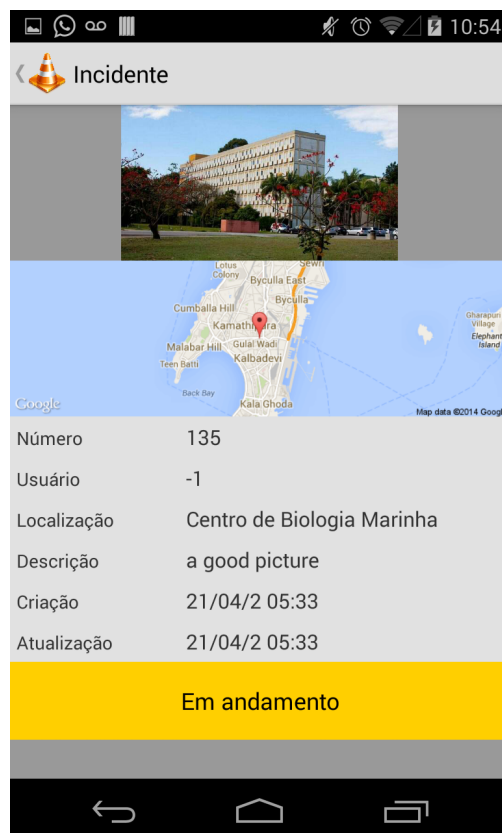 10:54
Incidente
Lotus
Colony
Sewri
Byculla East
Byculla
Cumballa Hill
Kamathipura
Malabar Hill
Gulal Wadi
Teen Batti
Kalbadevi
Back Bay
Kala Ghoda
Gharapuri
Village
Elephant
Island
Google
Map data ©2014 Googl
Número 135
Usuário -1
Localização Centro de Biologia Marinha
Descrição a good picture
Criação 21/04/2 05:33
Atualização 21/04/2 05:33
Em andamento